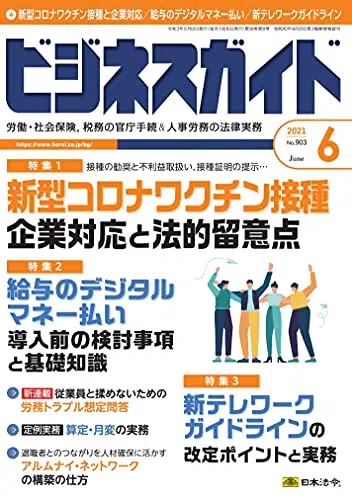 新型コロナワクチン接種と企業対応/給与のデジタルマネー払い/新テレワークガイドライン
ビジネスガイド
労働・社会保険,税務の官庁手続&人事労務の法律実務
https://www.horei.co.jp/bg/
2021
No.903
June
6
特集1
接種の勧奨と不利益取扱い,接種証明の提示…
新型コロナワクチン接種
企業対応と法的留意点
特集2
給与のデジタル
マネー払い
導入前の検討事項
と基礎知識
特集3
新テレワーク
ガイドラインの
改定ポイントと実務
新連載 従業員と揉めないための
労務トラブル想定問答
定例実務 算定・月変の実務
退職者とのつながりを人材確保に活かす
アルムナイ・ネットワーク
の構築の仕方
日本法令